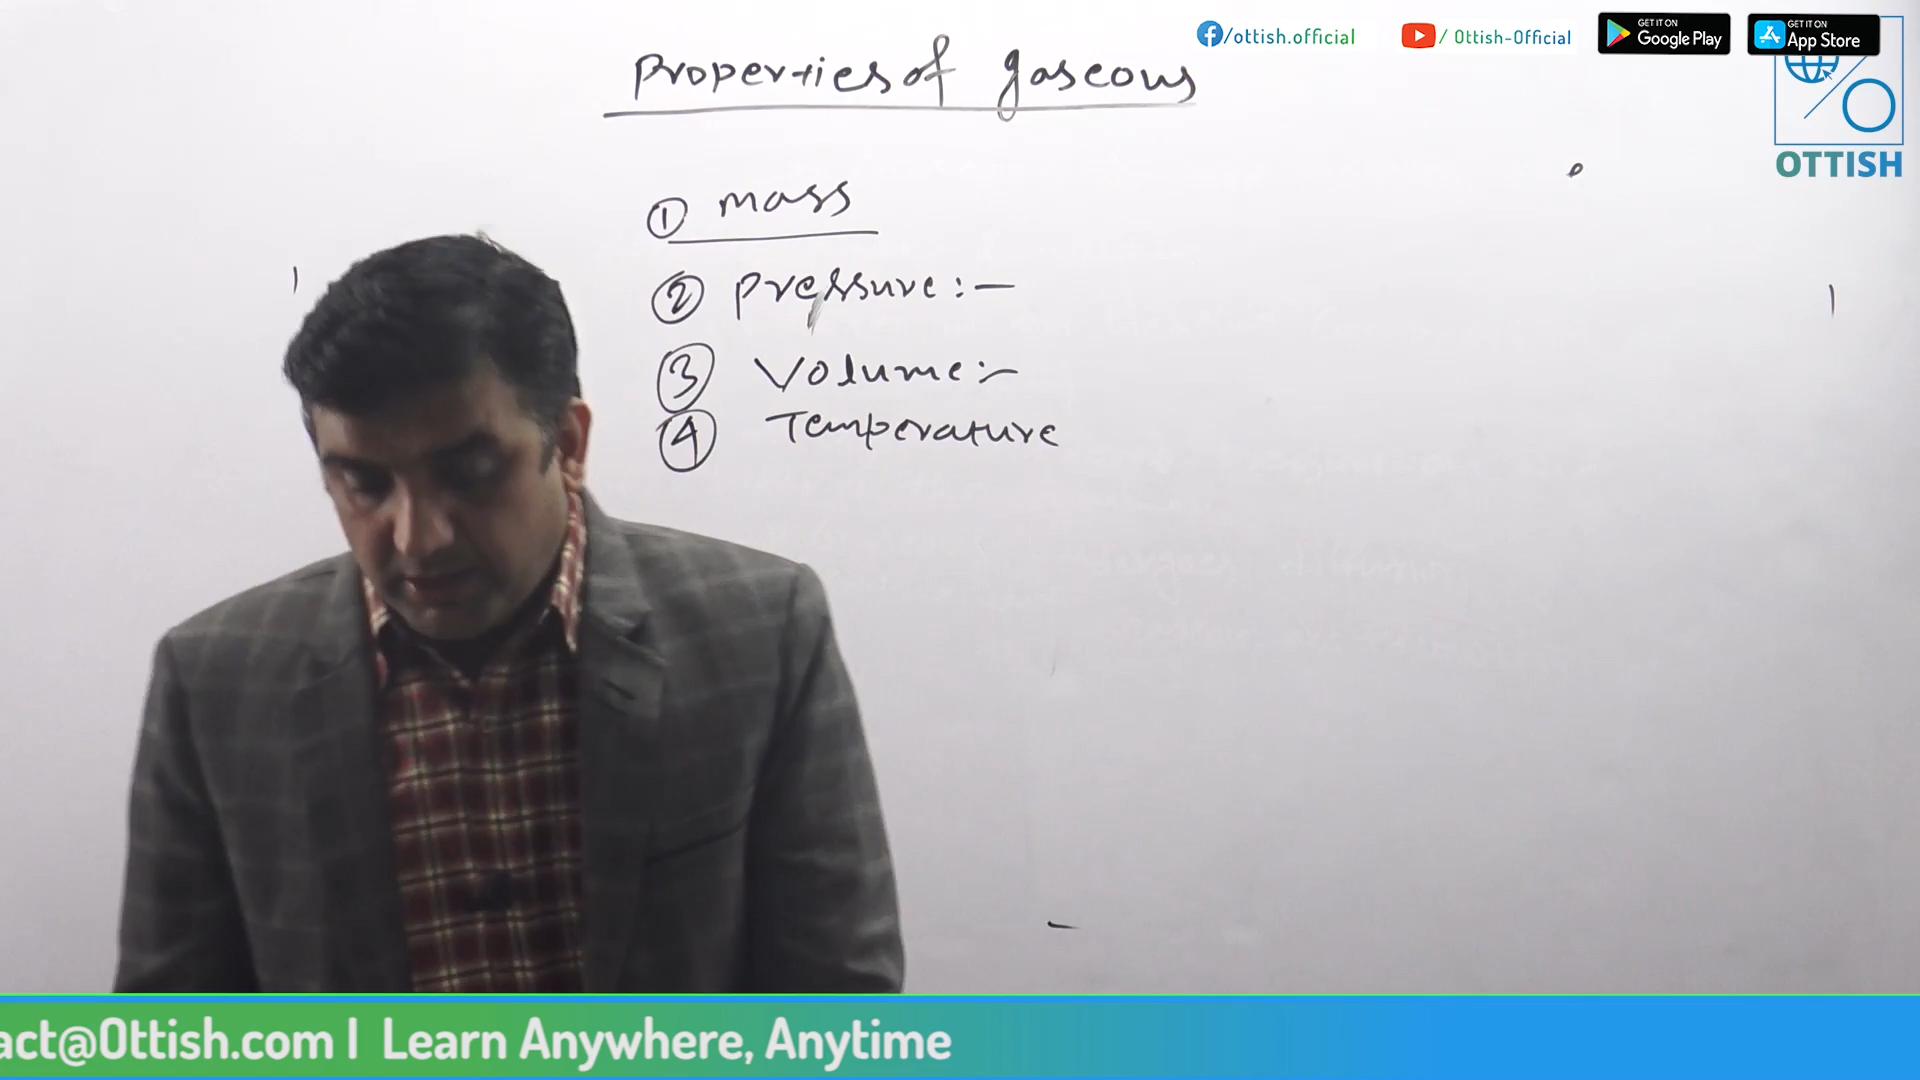 /ottish.official
/ Ottish-Official
GET IT ON
Google Play
GET IT ON
App Store
OTTISH
Properties of gaseous
① mass
② Pressure:-
③ Volume:-
④ Temperature
act@Ottish.com | Learn Anywhere, Anytime